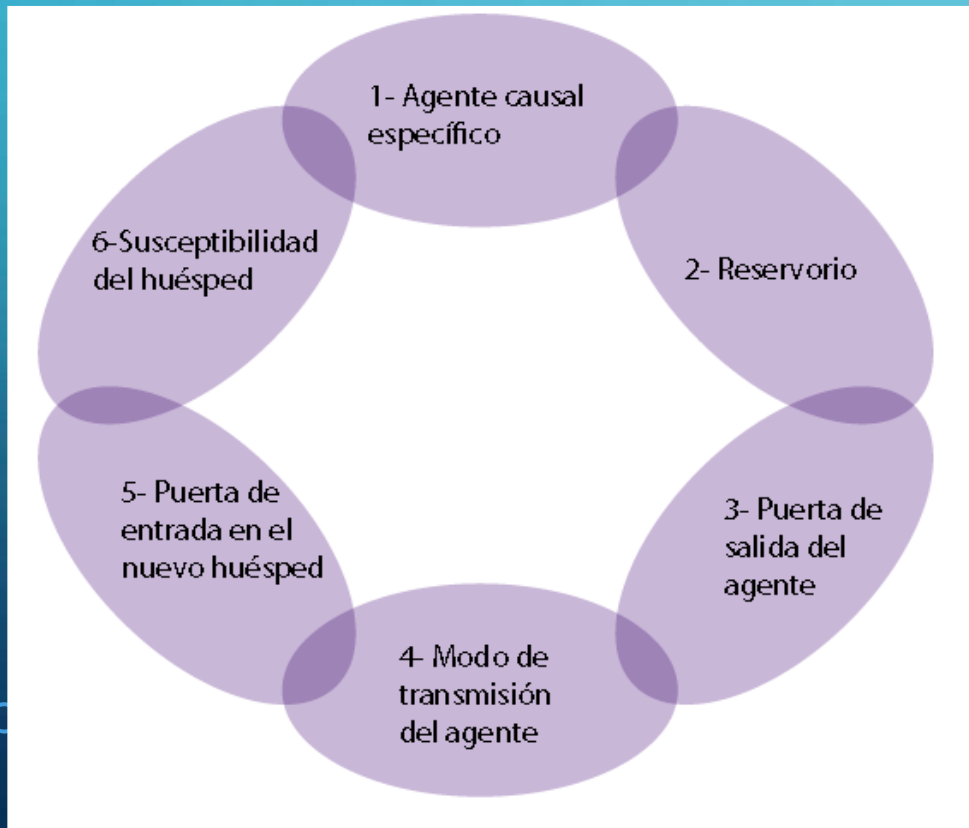 1- Agente causal
específico
2- Reservorio
3- Puerta de
salida del
agente
4- Modo de
transmisión
del agente
5- Puerta de
entrada en el
nuevo huésped
6-Susceptibilidad
del huésped